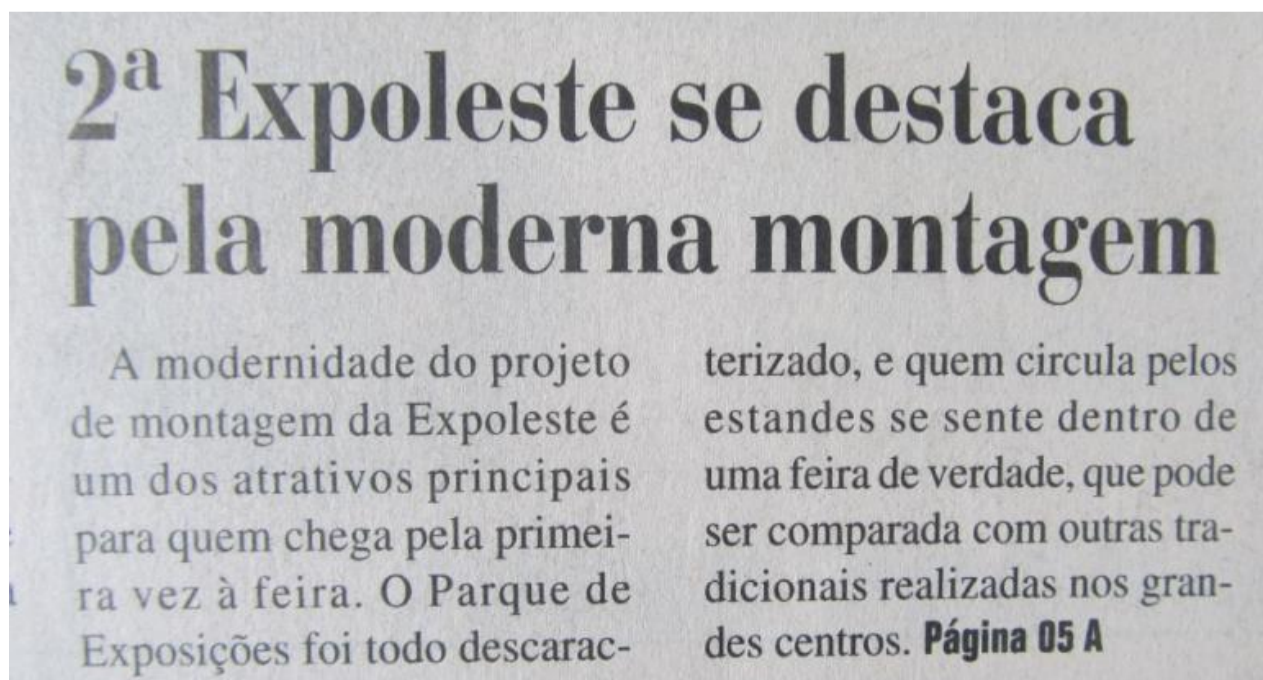 2ª Expoleste se destaca
pela moderna montagem
A modernidade do projeto
de montagem da Expoleste é
um dos atrativos principais
para quem chega pela primei-
ra vez à feira. O Parque de
Exposições foi todo descarac-
terizado, e quem circula pelos
estandes se sente dentro de
uma feira de verdade, que pode
ser comparada com outras tra-
dicionais realizadas nos gran-
des centros. Página 05 A